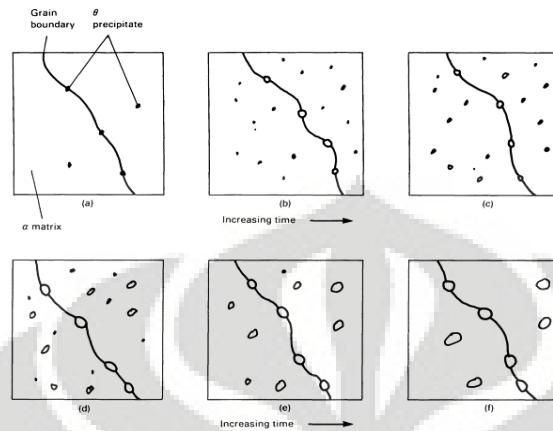 Grain
boundary
θ
precipitate
(a)
(b)
(c)
α matrix
Increasing time
(d)
(e)
(f)
Increasing time